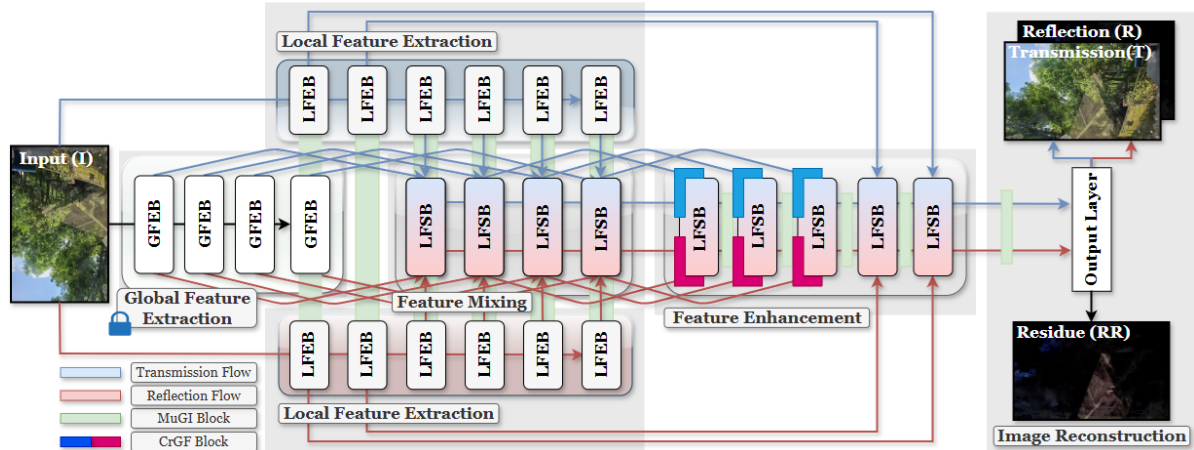 Local Feature Extraction
LFEB
LFEB
LFEB
LFEB
LFEB
LFEB
Reflection (R)
Transmission(T)
Input (I)
GFEB
GFEB
GFEB
GFEB
LFSB
LFSB
LFSB
LFSB
LFSB
LFSB
LFSB
LFSB
LFSB
Output Layer
Global Feature
Extraction
Feature Mixing
Feature Enhancement
LFEB
LFEB
LFEB
LFEB
LFEB
LFEB
Residue (RR)
Transmission Flow
Reflection Flow
MuGI Block
CrGF Block
Local Feature Extraction
Image Reconstruction